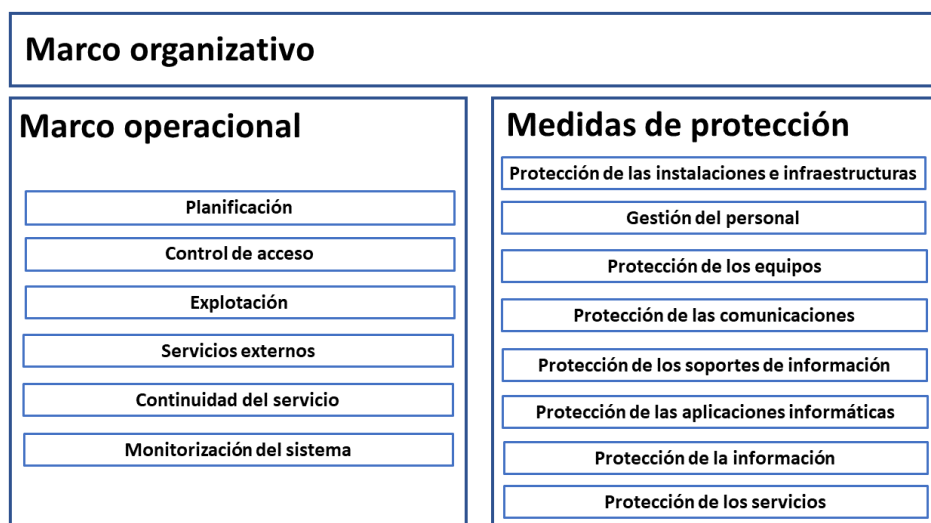 Marco organizativo
Marco operacional
Planificación
Control de acceso
Explotación
Servicios externos
Continuidad del servicio
Monitorización del sistema
Medidas de protección
Protección de las instalaciones e infraestructuras
Gestión del personal
Protección de los equipos
Protección de las comunicaciones
Protección de los soportes de información
Protección de las aplicaciones informáticas
Protección de la información
Protección de los servicios